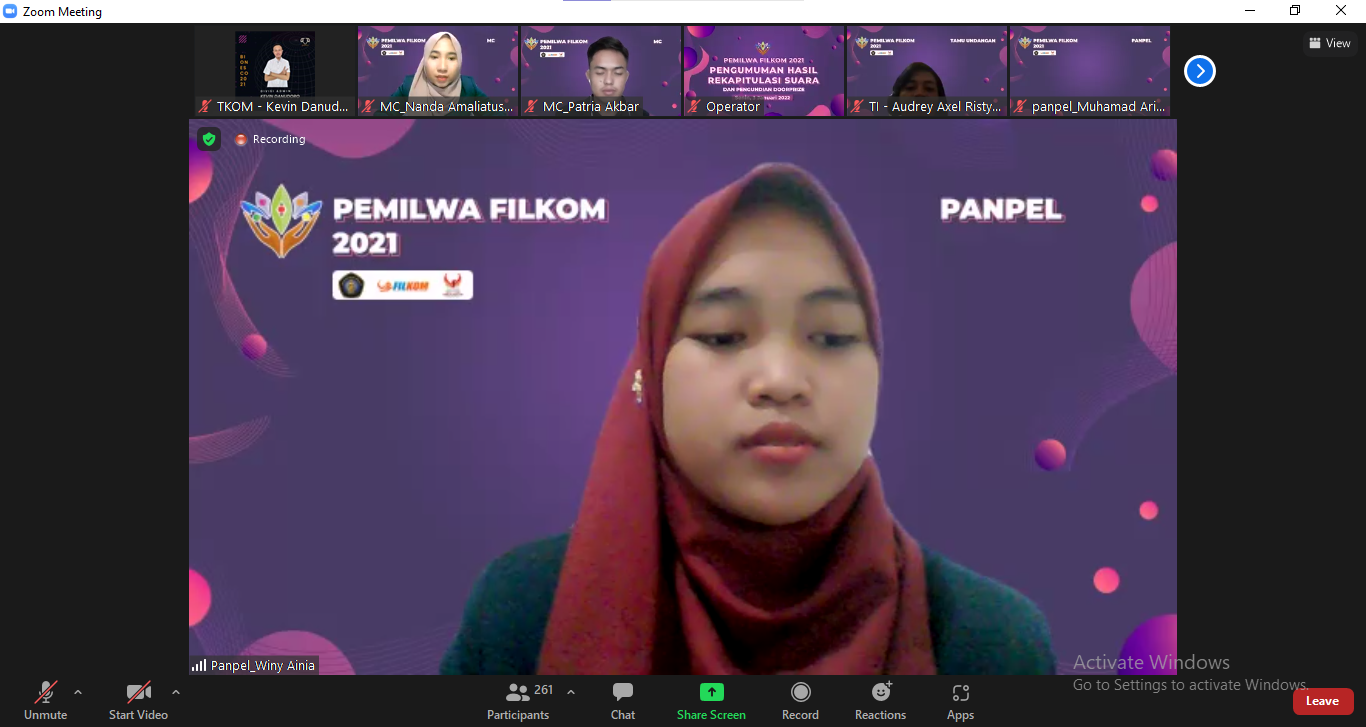 Zoom Meeting
TKOM - Kevin Danud...
PEMILWA FILKOM
2021
MC
MC_Nanda Amaliatus...
PEMILWA FILKOM
2021
MC
MC_Patria Akbar
PEMILWA FILKOM 2021
PENGUMUMAN HASIL
REKAPITULASI SUARA
DAN PENGUNDIAN DOORPRIZE
Operator
PEMILWA FILKOM
2021
TAMU UNDANGAN
TI - Audrey Axel Risty...
PEMILWA FILKOM
2021
PANPEL
panpel_Muhamad Ari...
View
Recording
PEMILWA FILKOM
2021
FILKOM
PANPEL
Panpel_Winy Ainia
Activate Windows
Go to Settings to activate Windows.
Unmute
Start Video
Participants
261
Chat
Share Screen
Record
Reactions
Apps
Leave